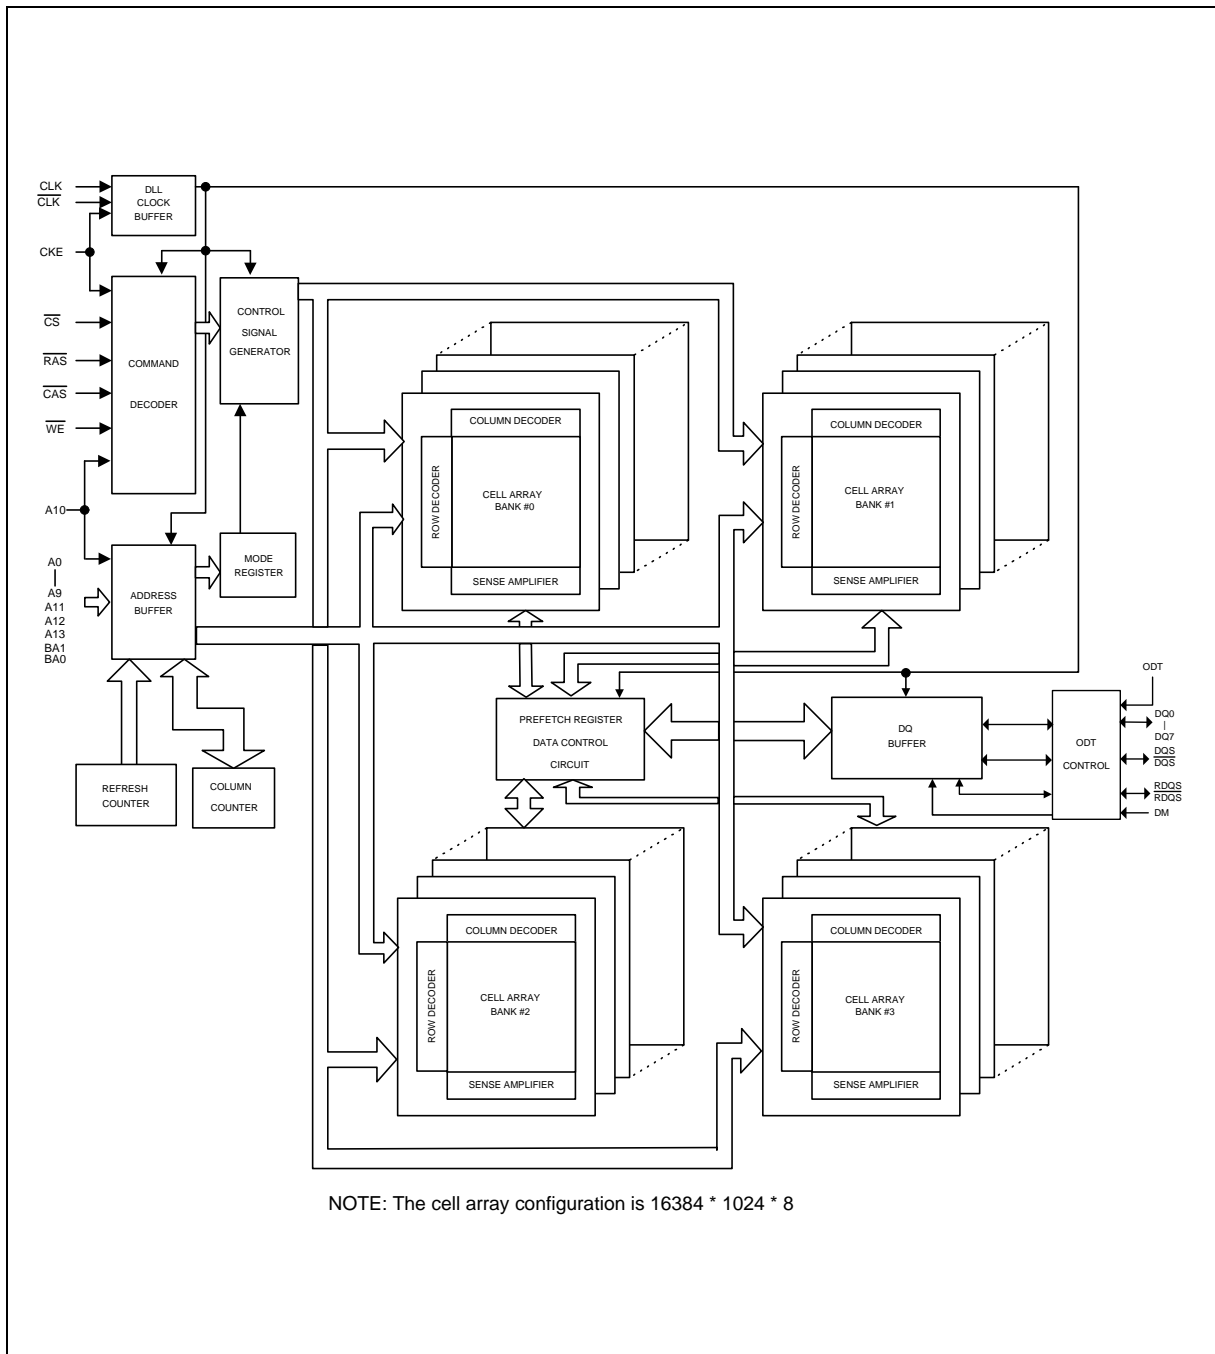 CLK
CLK
CKE
CS
RAS
CAS
WE
A10
A0
A9
A11
A12
A13
BA1
BA0
DLL
CLOCK
BUFFER
COMMAND
DECODER
CONTROL
SIGNAL
GENERATOR
ADDRESS
BUFFER
MODE
REGISTER
REFRESH
COUNTER
COLUMN
COUNTER
COLUMN DECODER
ROW DECODER
CELL ARRAY
BANK #0
SENSE AMPLIFIER
COLUMN DECODER
ROW DECODER
CELL ARRAY
BANK #1
SENSE AMPLIFIER
PREFETCH REGISTER
DATA CONTROL
CIRCUIT
DQ
BUFFER
ODT
CONTROL
ODT
DQ0
|
DQ7
DQS
DQS
RDQS
RDQS
DM
COLUMN DECODER
ROW DECODER
CELL ARRAY
BANK #2
SENSE AMPLIFIER
COLUMN DECODER
ROW DECODER
CELL ARRAY
BANK #3
SENSE AMPLIFIER
NOTE: The cell array configuration is 16384 * 1024 * 8